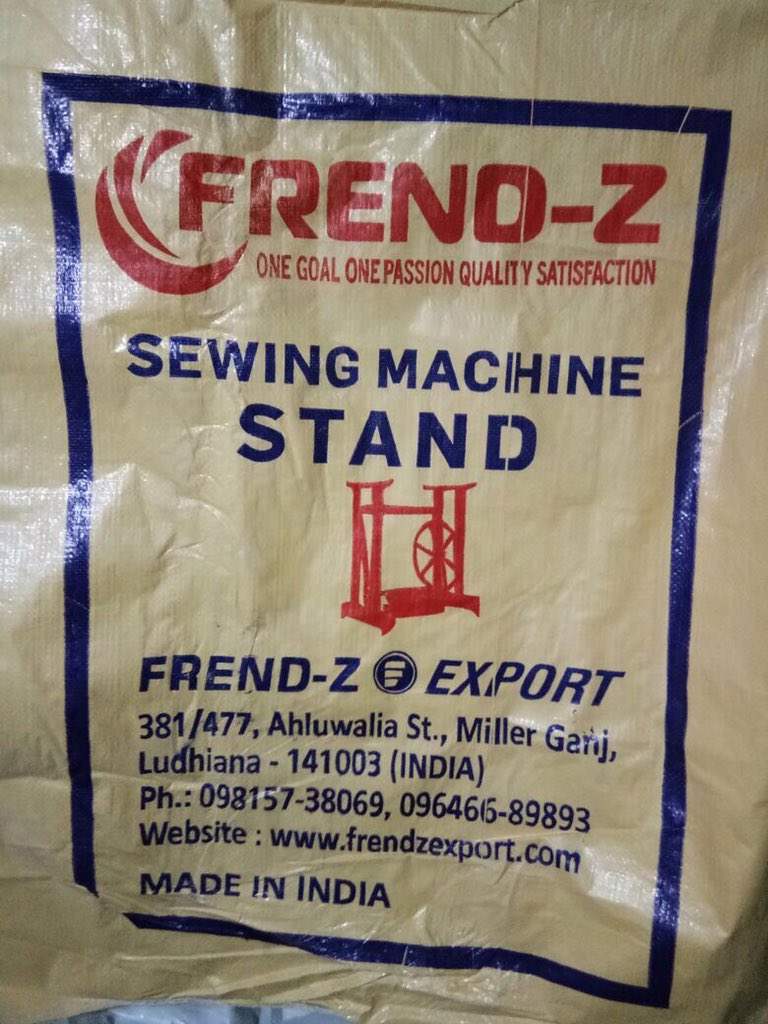 FREND-Z
ONE GOAL ONE PASSION QUALITY SATISFACTION
SEWING MACHINE
STAND
FREND-Z EXPORT
381/477, Ahluwalia St., Miller Ganj,
Ludhiana - 141003 (INDIA)
Ph.: 098157-38069, 096466-89893
Website : www.frendzexport.com
MADE IN INDIA